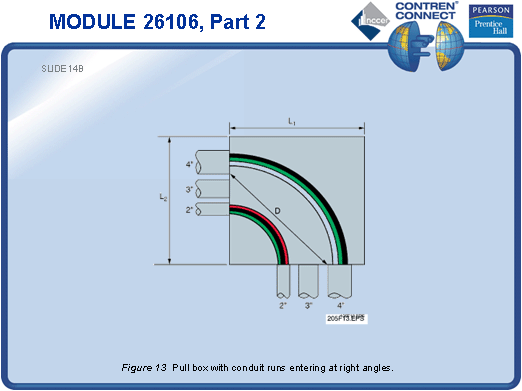 MODULE 26106, Part 2
nccer
CONTREN®
CONNECT
PEARSON
Prentice
Hall
SLIDE 14B
L1
4"
3"
2"
L2
D
2"
3"
4"
205F13.EPS
Figure 13 Pull box with conduit runs entering at right angles.